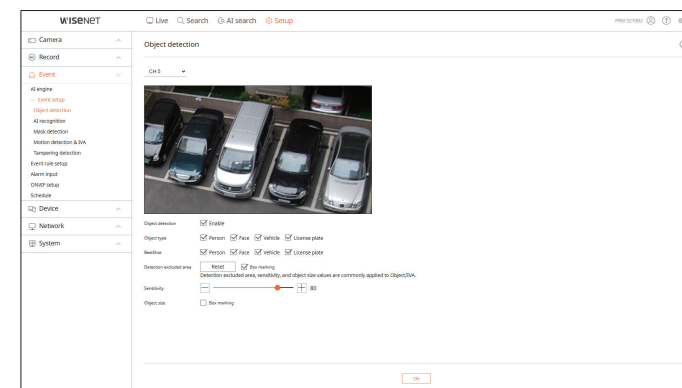 WISENET
Live Search AI search Setup
Camera
Record
Event
AI engine
Event setup
Object detection
AI recognition
Mask detection
Motion detection & IVA
Tampering detection
Event rule setup
Alarm input
ONVIF setup
Schedule
Device
Network
System
Object detection
CH 5
Object detection Enable
Object type Person Face Vehicle License plate
BestShot Person Face Vehicle License plate
Detection excluded area Reset Box marking
Detection excluded area, sensitivity, and object size values are commonly applied to Object/IVA.
Sensitivity 80
Object size Box marking